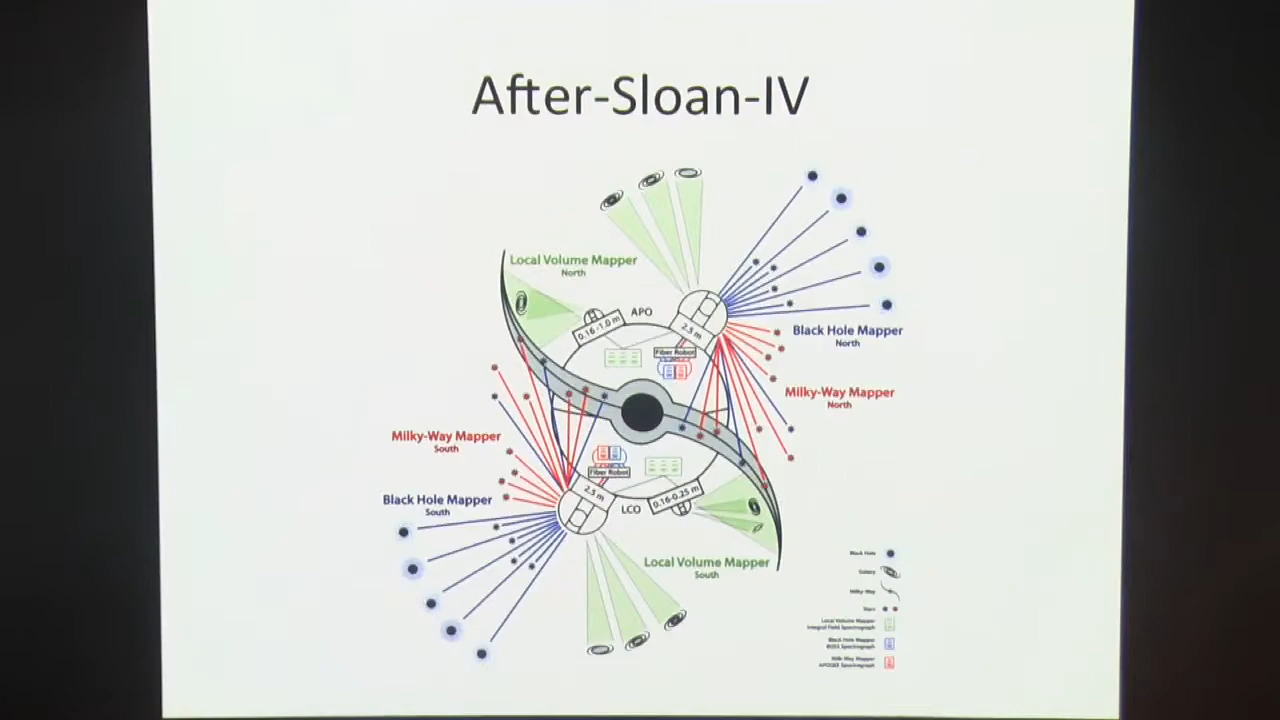 After-Sloan-IV
Local Volume Mapper
North
APO
0.16-1.0 m
2.5 m
Fiber Robot
Black Hole Mapper
North
Milky-Way Mapper
North
Milky-Way Mapper
South
Black Hole Mapper
South
Fiber Robot
2.5 m
LCO
0.16-0.25 m
Local Volume Mapper
South
Black Hole
Galaxy
Milky-Way
Stars
Local Volume Mapper
Integral Field Spectrograph
Black Hole Mapper
BOSS Spectrograph
Milk-Way Mapper
APOGEE Spectrograph